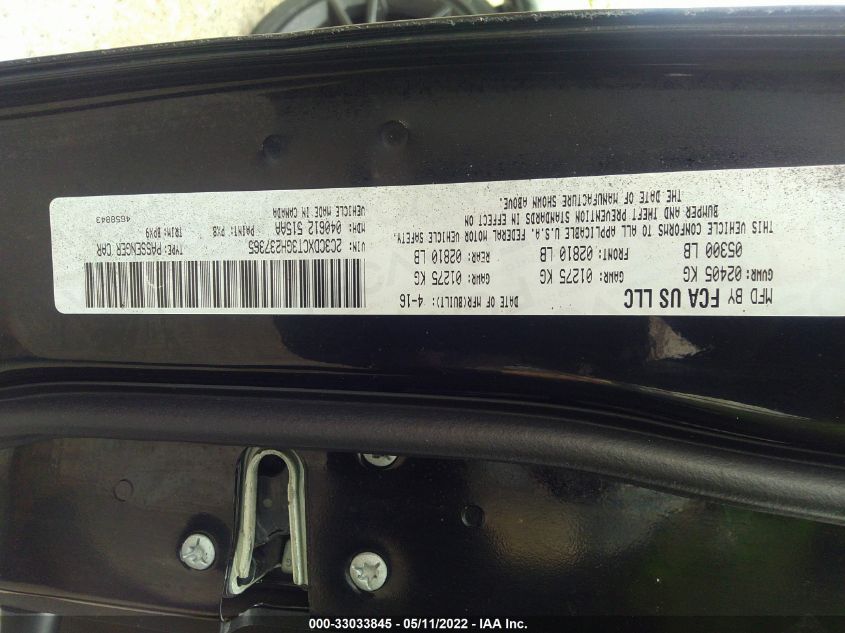 MFD BY FCA US LLC
DATE OF MFR(BUILT): 4-16
GVWR: 02405 KG
GAWR: 01275 KG
GAWR: 01275 KG
05300 LB
FRONT: 02810 LB
REAR: 02810 LB
THIS VEHICLE CONFORMS TO ALL APPLICABLE U.S.A. FEDERAL MOTOR VEHICLE SAFETY,
BUMPER AND THEFT PREVENTION STANDARDS IN EFFECT ON
THE DATE OF MANUFACTURE SHOWN ABOVE.
VIN: 2C3CDXCT3GH237365
TYPE: PASSENGER CAR
MDH: 040612 515AA
PAINT: PX8
TRIM:
VEHICLE MADE IN CANADA
4658843
000-33033845 - 05/11/2022 - IAA Inc.